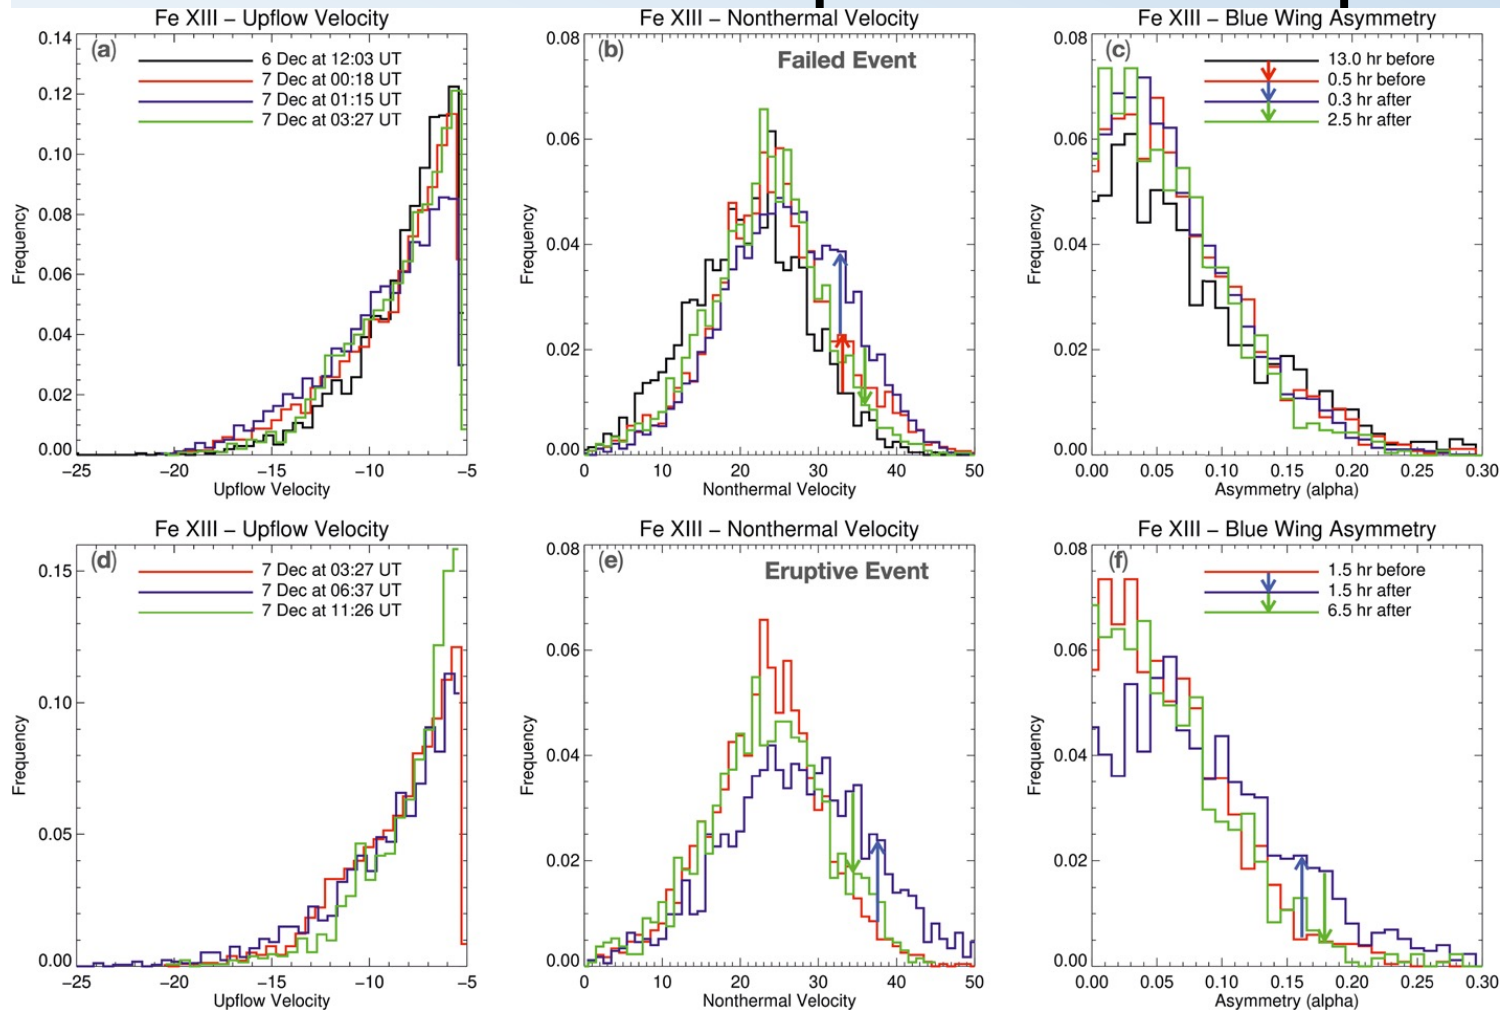 Fe XIII − Upflow Velocity
(a)
6 Dec at 12:03 UT
7 Dec at 00:18 UT
7 Dec at 01:15 UT
7 Dec at 03:27 UT
0.14
0.12
0.10
0.08
0.06
0.04
0.02
0.00
Frequency
−25 −20 −15 −10 −5
Upflow Velocity
Fe XIII − Nonthermal Velocity
(b)
Failed Event
0.08
0.06
0.04
0.02
0.00
Frequency
0 10 20 30 40 50
Nonthermal Velocity
Fe XIII − Blue Wing Asymmetry
(c)
13.0 hr before
0.5 hr before
0.3 hr after
2.5 hr after
0.08
0.06
0.04
0.02
0.00
Frequency
0.00 0.05 0.10 0.15 0.20 0.25 0.30
Asymmetry (alpha)
Fe XIII − Upflow Velocity
(d)
7 Dec at 03:27 UT
7 Dec at 06:37 UT
7 Dec at 11:26 UT
0.15
0.10
0.05
0.00
Frequency
−25 −20 −15 −10 −5
Upflow Velocity
Fe XIII − Nonthermal Velocity
(e)
Eruptive Event
0.08
0.06
0.04
0.02
0.00
Frequency
0 10 20 30 40 50
Nonthermal Velocity
Fe XIII − Blue Wing Asymmetry
(f)
1.5 hr before
1.5 hr after
6.5 hr after
0.08
0.06
0.04
0.02
0.00
Frequency
0.00 0.05 0.10 0.15 0.20 0.25 0.30
Asymmetry (alpha)